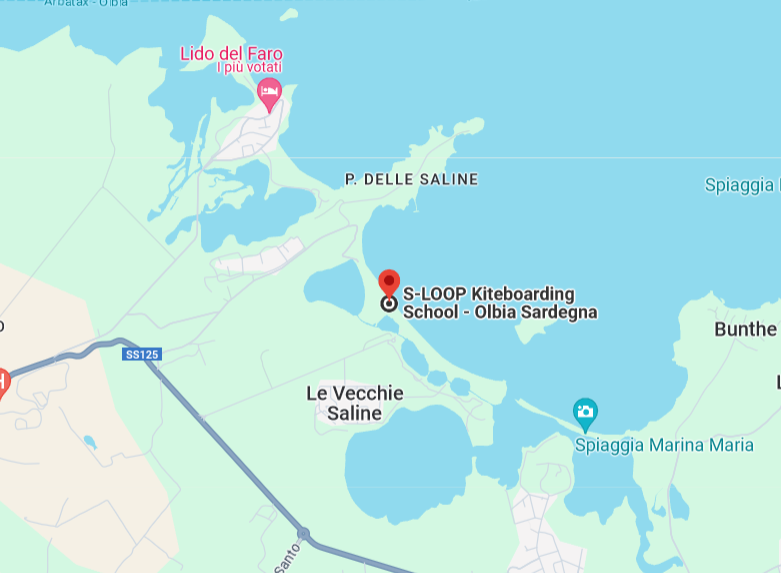 Arbatax - Olbia
Lido del Faro
I più votati
P. DELLE SALINE
Spiaggia
S-LOOP Kiteboarding
School - Olbia Sardegna
SS125
Bunthe
Le Vecchie
Saline
Spiaggia Marina Maria
Santo